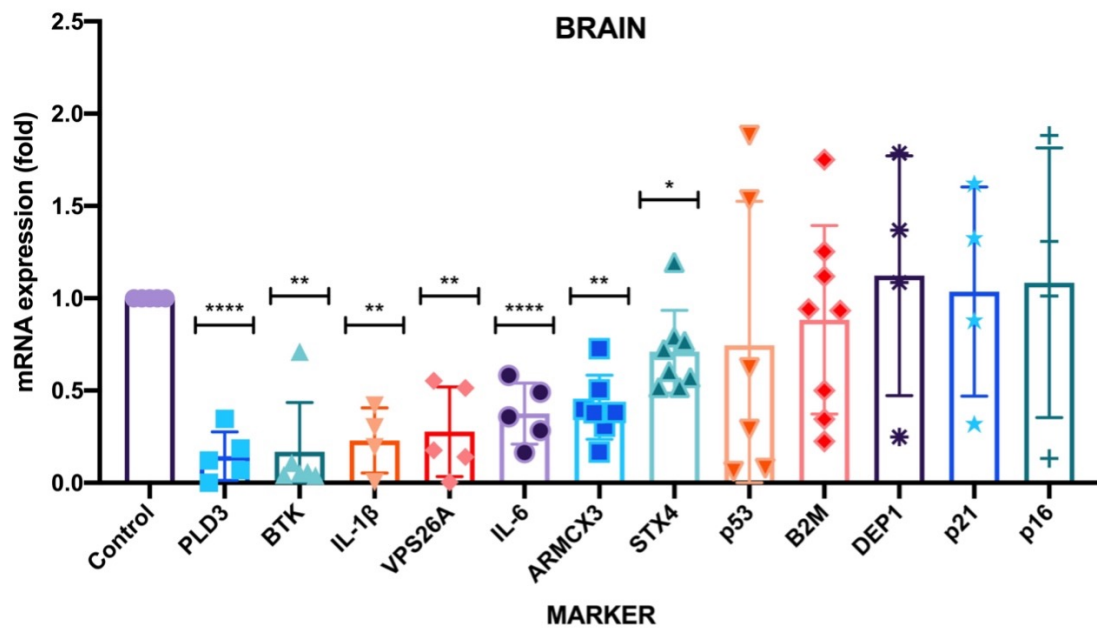 BRAIN
mRNA expression (fold)
2.5
2.0
1.5
1.0
0.5
0.0
****
**
**
**
****
**
*
Control
PLD3
BTK
IL-1β
VPS26A
IL-6
ARMCX3
STX4
p53
B2M
DEP1
p21
p16
MARKER